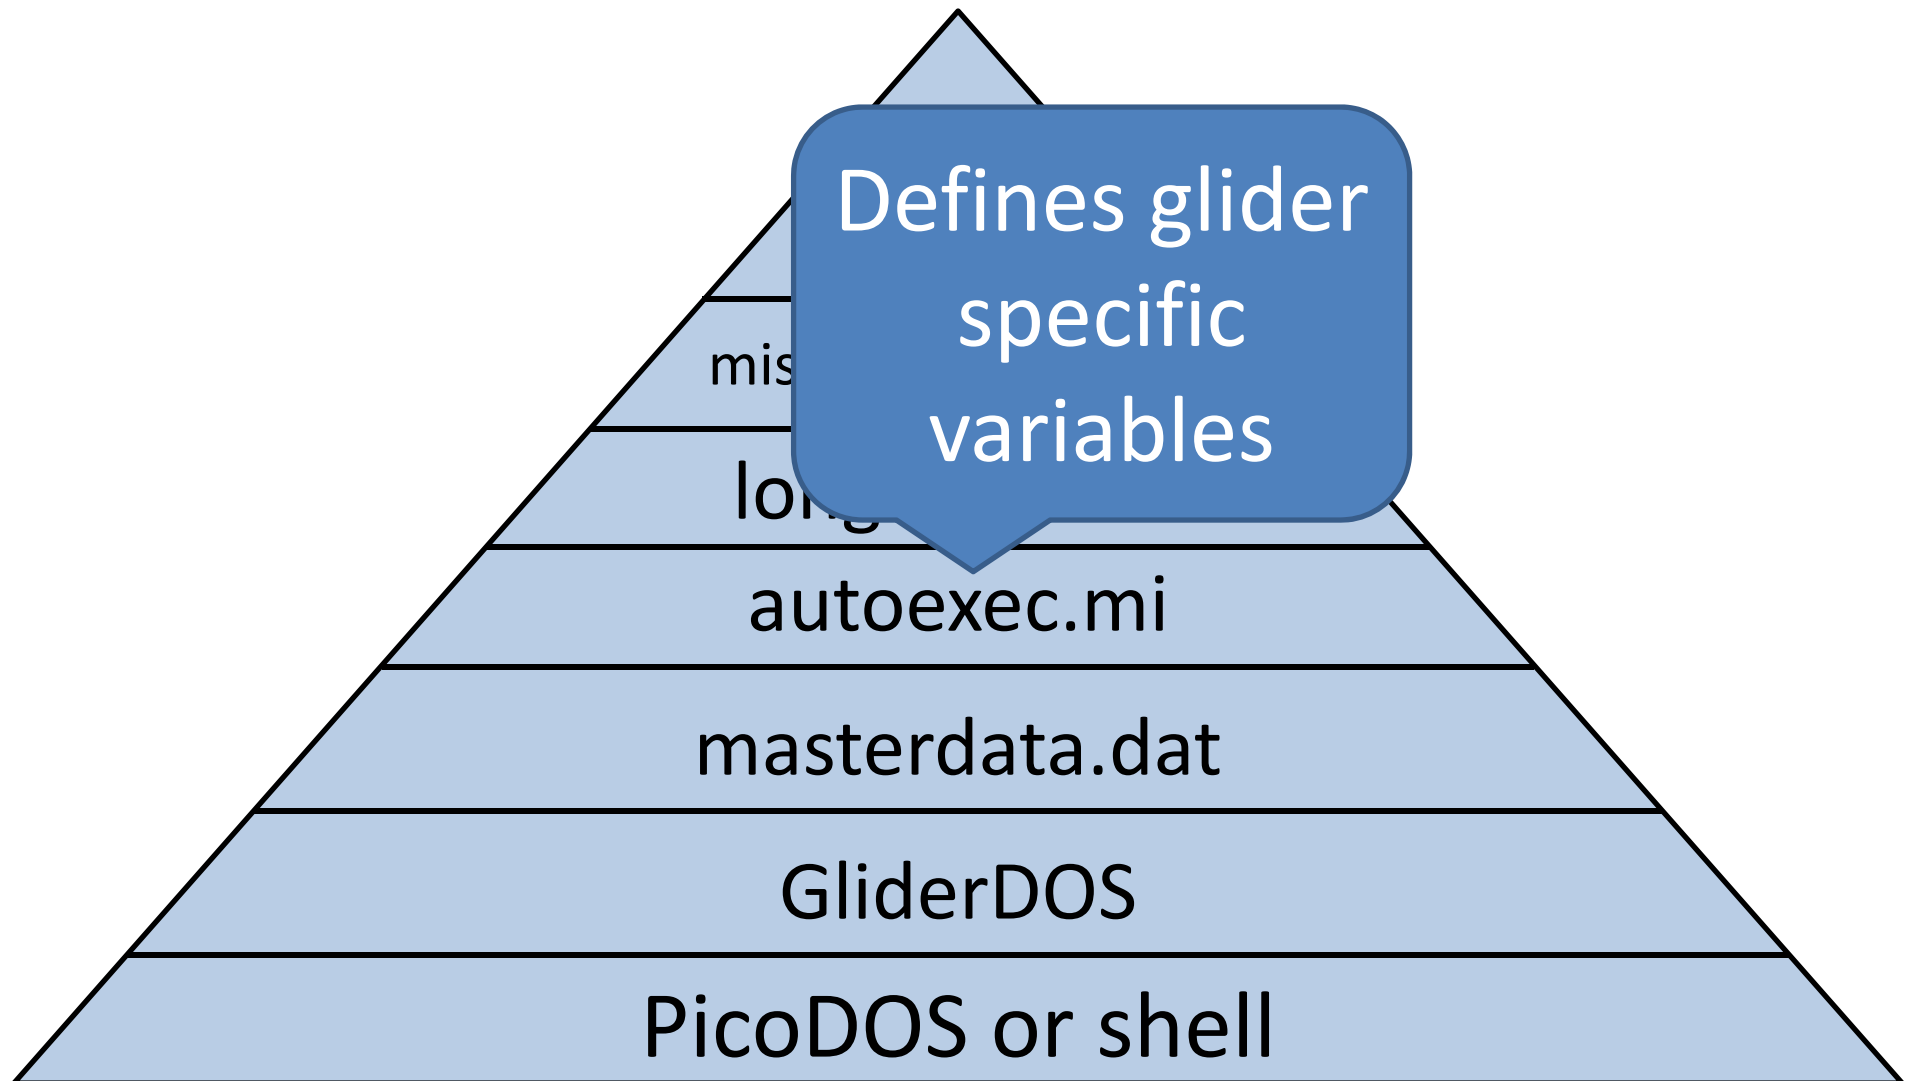 Defines glider
specific
variables
autoexec.mi
masterdata.dat
GliderDOS
PicoDOS or shell